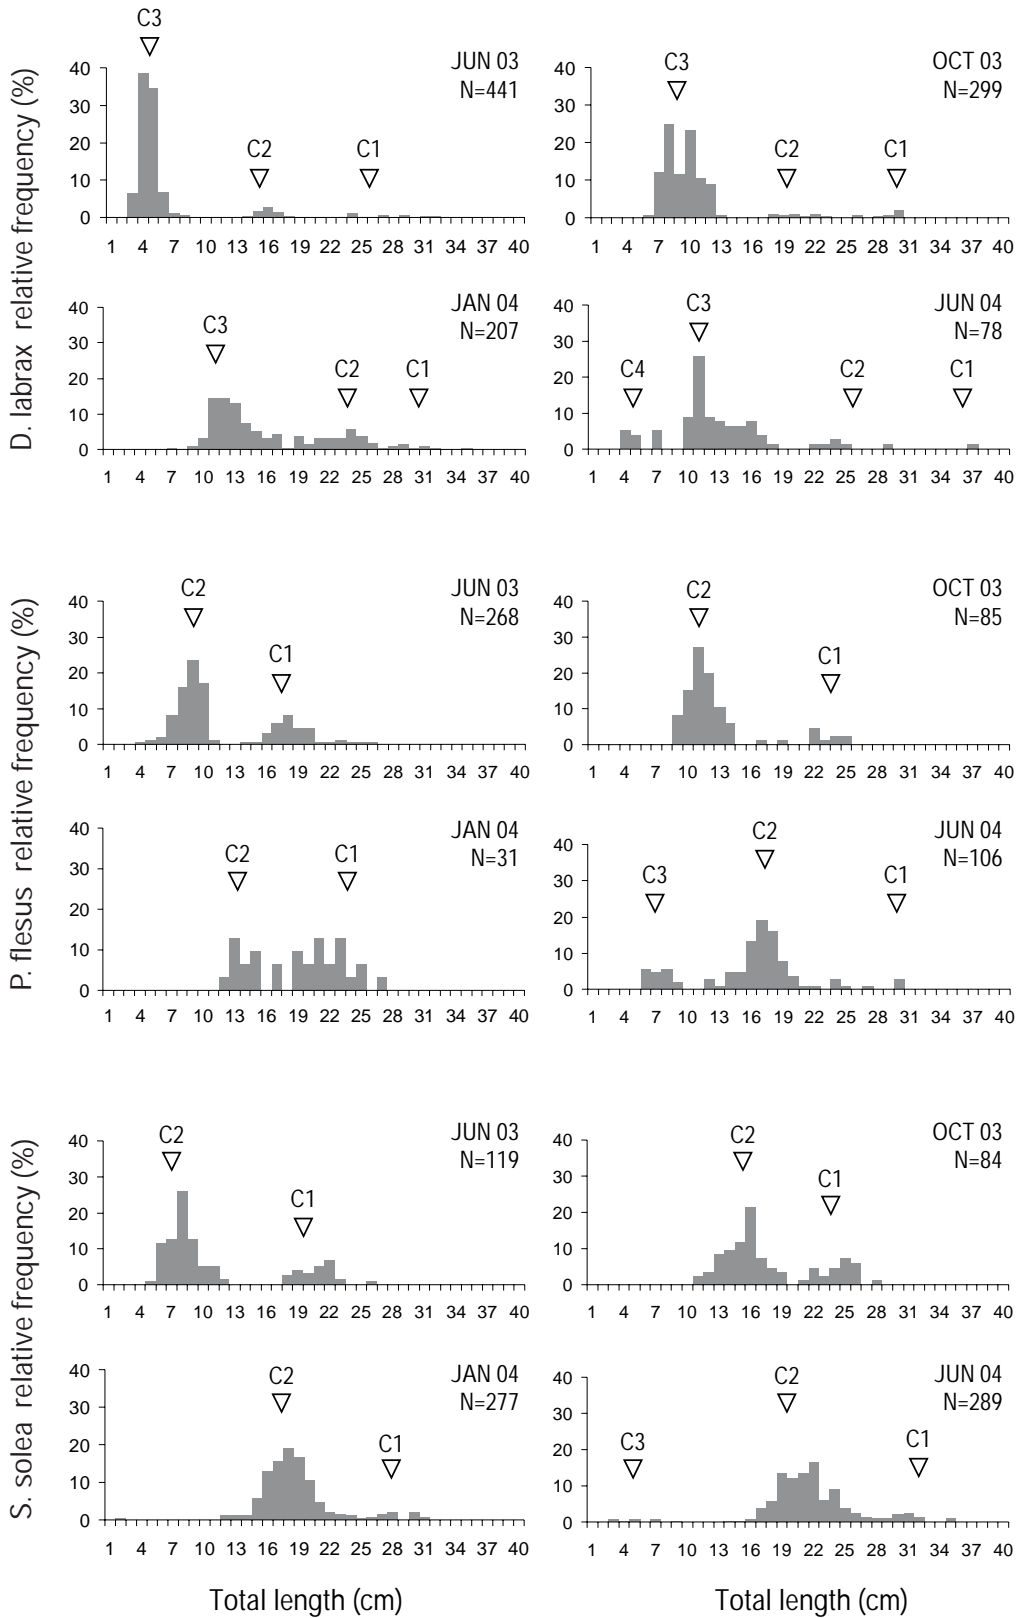 D. labrax relative frequency (%)
C3
JUN 03
N=441
C2
C1
40
30
20
10
0
1 4 7 10 13 16 19 22 25 28 31 34 37 40
C3
OCT 03
N=299
C2
C1
40
30
20
10
0
1 4 7 10 13 16 19 22 25 28 31 34 37 40
JAN 04
N=207
C3
C2
C1
40
30
20
10
0
1 4 7 10 13 16 19 22 25 28 31 34 37 40
C3
JUN 04
N=78
C4
C2
C1
40
30
20
10
0
1 4 7 10 13 16 19 22 25 28 31 34 37 40
P. flesus relative frequency (%)
C2
JUN 03
N=268
C1
40
30
20
10
0
1 4 7 10 13 16 19 22 25 28 31 34 37 40
C2
OCT 03
N=85
C1
40
30
20
10
0
1 4 7 10 13 16 19 22 25 28 31 34 37 40
JAN 04
N=31
C2
C1
40
30
20
10
0
1 4 7 10 13 16 19 22 25 28 31 34 37 40
C2
JUN 04
N=106
C3
C1
40
30
20
10
0
1 4 7 10 13 16 19 22 25 28 31 34 37 40
S. solea relative frequency (%)
C2
JUN 03
N=119
C1
40
30
20
10
0
1 4 7 10 13 16 19 22 25 28 31 34 37 40
C2
OCT 03
N=84
C1
40
30
20
10
0
1 4 7 10 13 16 19 22 25 28 31 34 37 40
C2
JAN 04
N=277
C1
40
30
20
10
0
1 4 7 10 13 16 19 22 25 28 31 34 37 40
C2
JUN 04
N=289
C3
C1
40
30
20
10
0
1 4 7 10 13 16 19 22 25 28 31 34 37 40
Total length (cm)
Total length (cm)